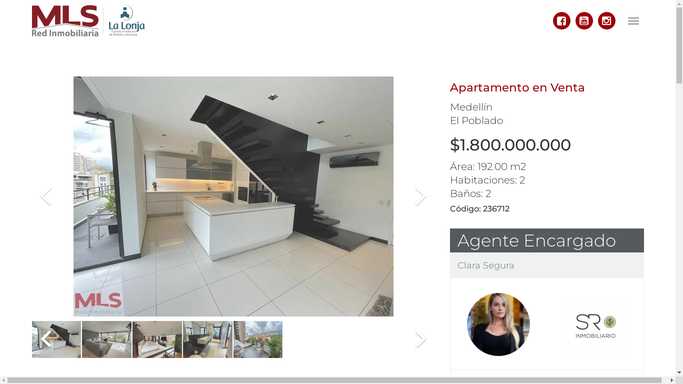 MLS
Red Inmobiliaria
La Lonja
Apartamento en Venta
Medellín
El Poblado
$1.800.000.000
Área: 192.00 m2
Habitaciones: 2
Baños: 2
Código: 236712
Agente Encargado
Clara Segura
MLS
SR
INMOBILIARIO